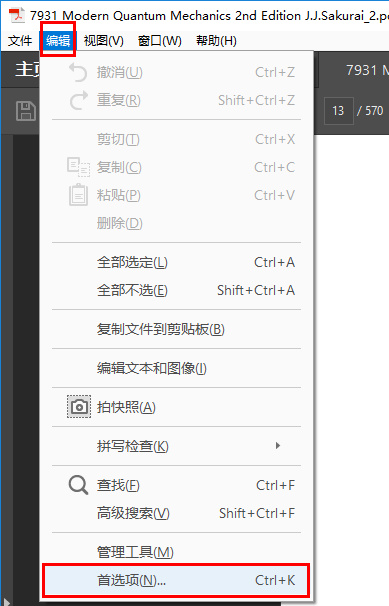 7931 Modern Quantum Mechanics 2nd Edition J.J.Sakurai_2.p
文件 编辑 视图(V) 窗口(W) 帮助(H)
主 7931 M
13 / 570
撤消(U) Ctrl+Z
重复(R) Shift+Ctrl+Z
剪切(T) Ctrl+X
复制(C) Ctrl+C
粘贴(P) Ctrl+V
删除(D)
全部选定(L) Ctrl+A
全部不选(E) Shift+Ctrl+A
复制文件到剪贴板(B)
编辑文本和图像(I)
拍快照(A)
拼写检查(K)
查找(F) Ctrl+F
高级搜索(V) Shift+Ctrl+F
管理工具(M)
首选项(N)... Ctrl+K